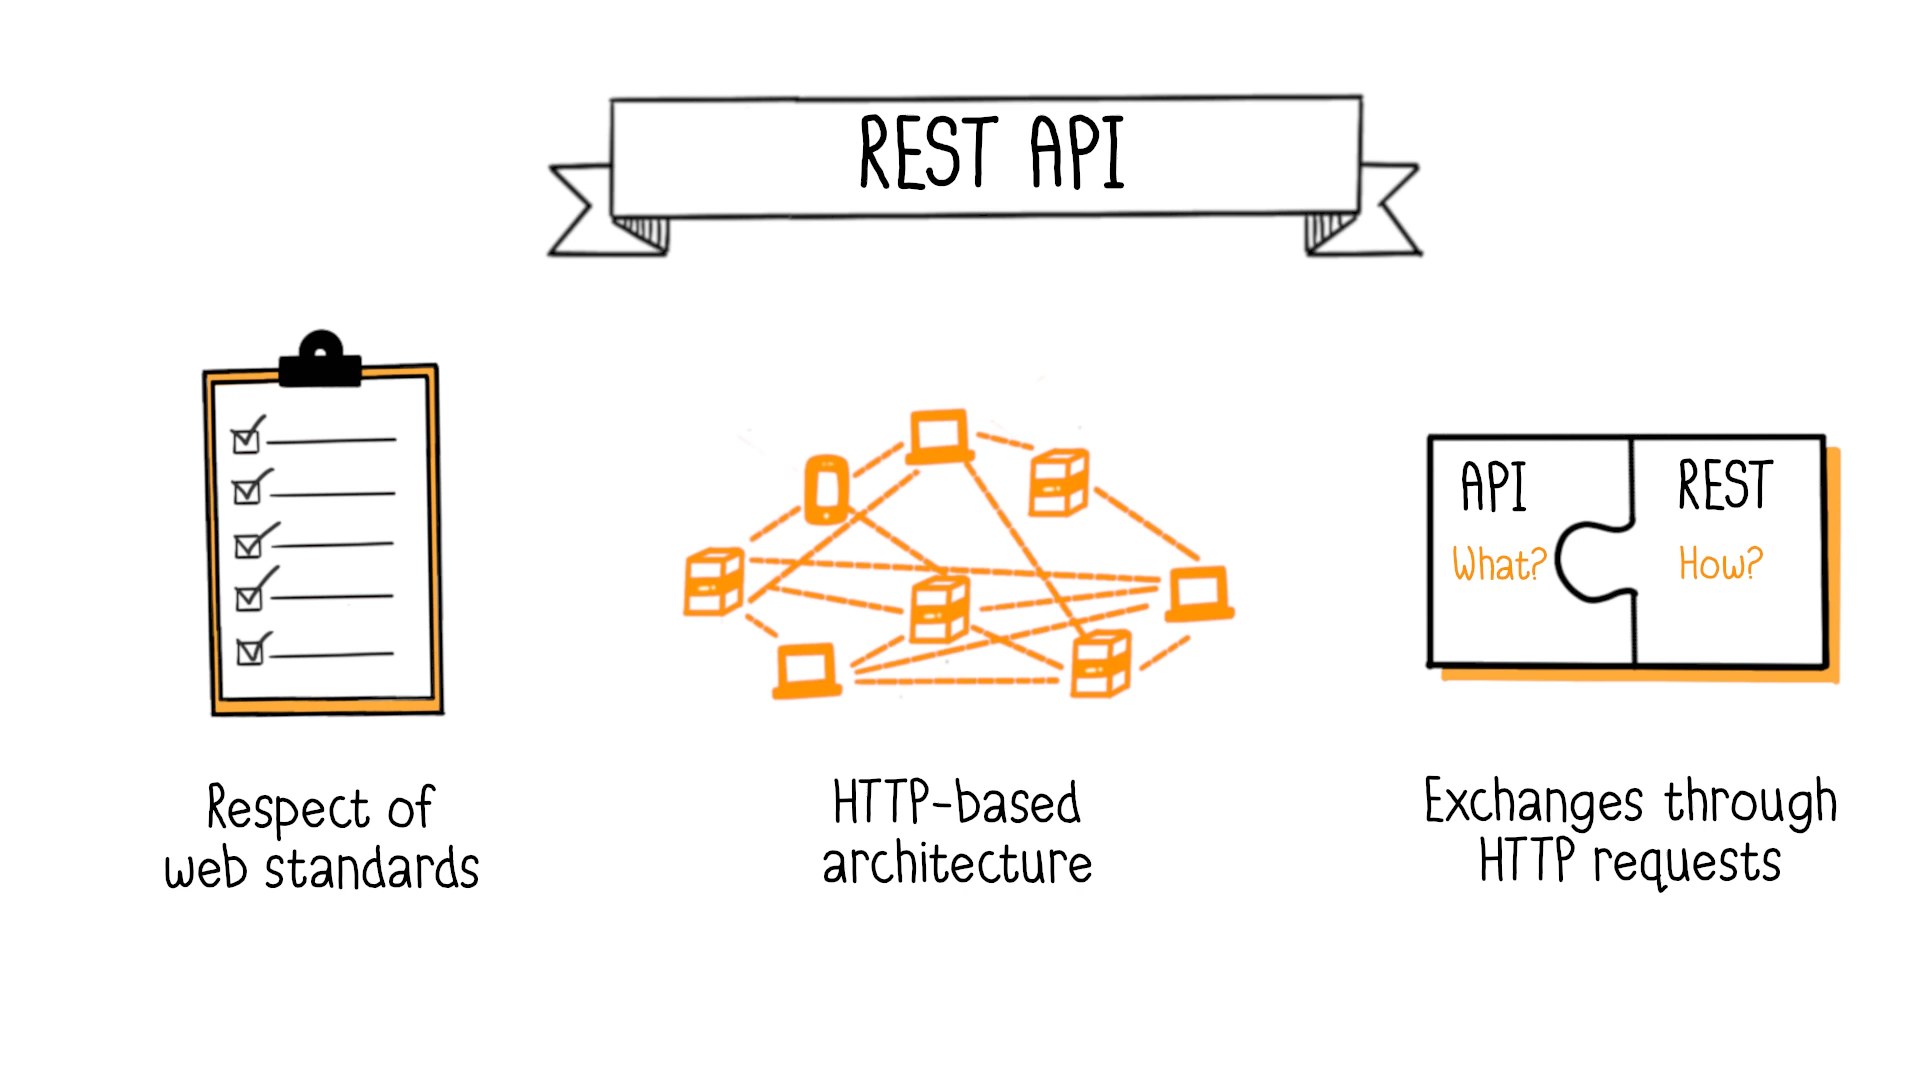 REST API
API
What?
REST
How?
Respect of
web standards
HTTP-based
architecture
Exchanges through
HTTP requests